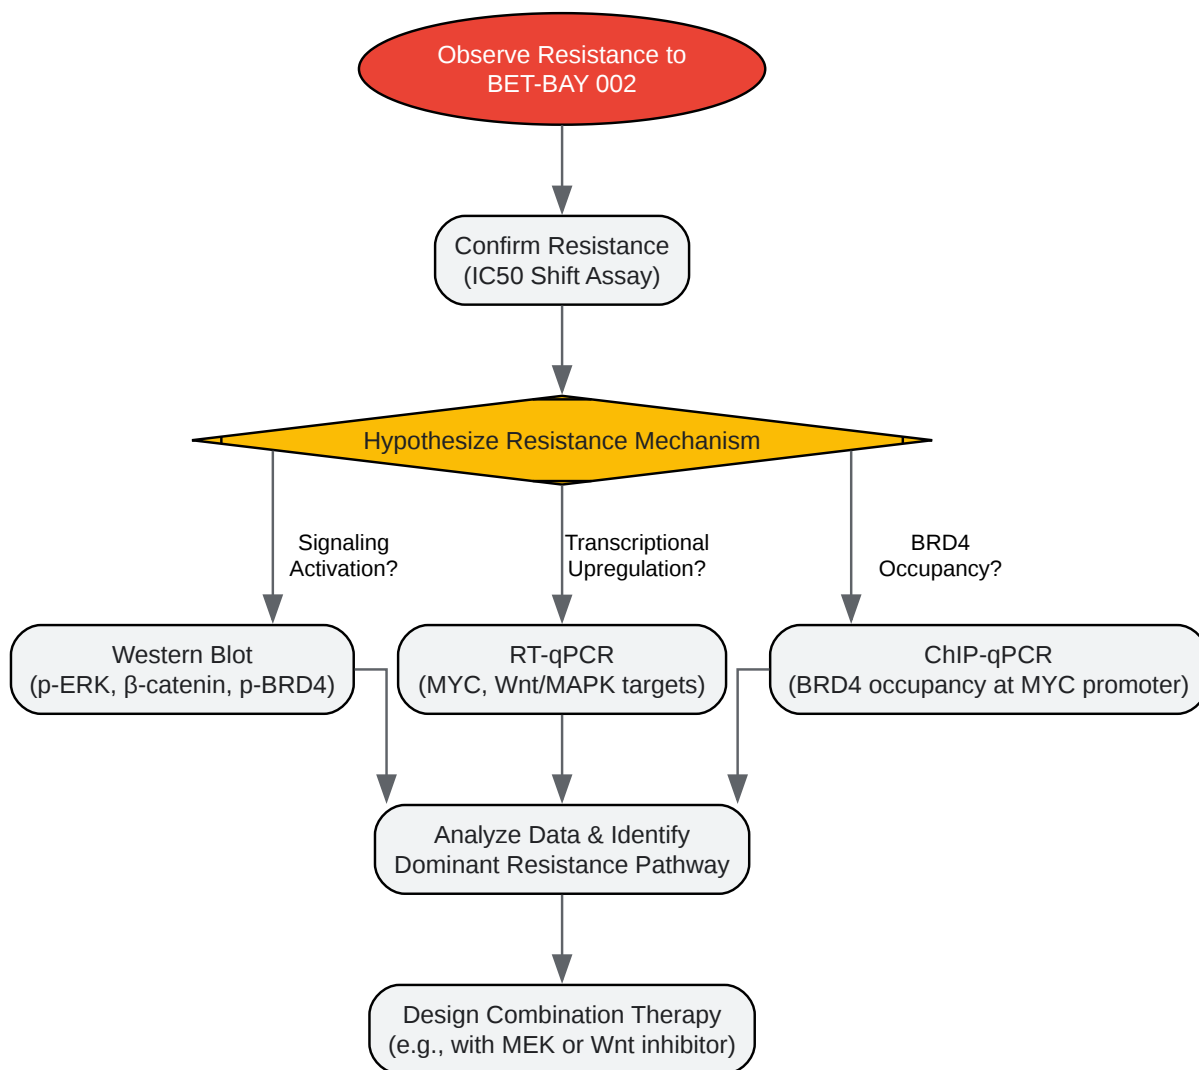 Observe Resistance to
BET-BAY 002
Confirm Resistance
(IC50 Shift Assay)
Hypothesize Resistance Mechanism
Signaling
Activation?
Transcriptional
Upregulation?
BRD4
Occupancy?
Western Blot
(p-ERK, β-catenin, p-BRD4)
RT-qPCR
(MYC, Wnt/MAPK targets)
ChIP-qPCR
(BRD4 occupancy at MYC promoter)
Analyze Data & Identify
Dominant Resistance Pathway
Design Combination Therapy
(e.g., with MEK or Wnt inhibitor)